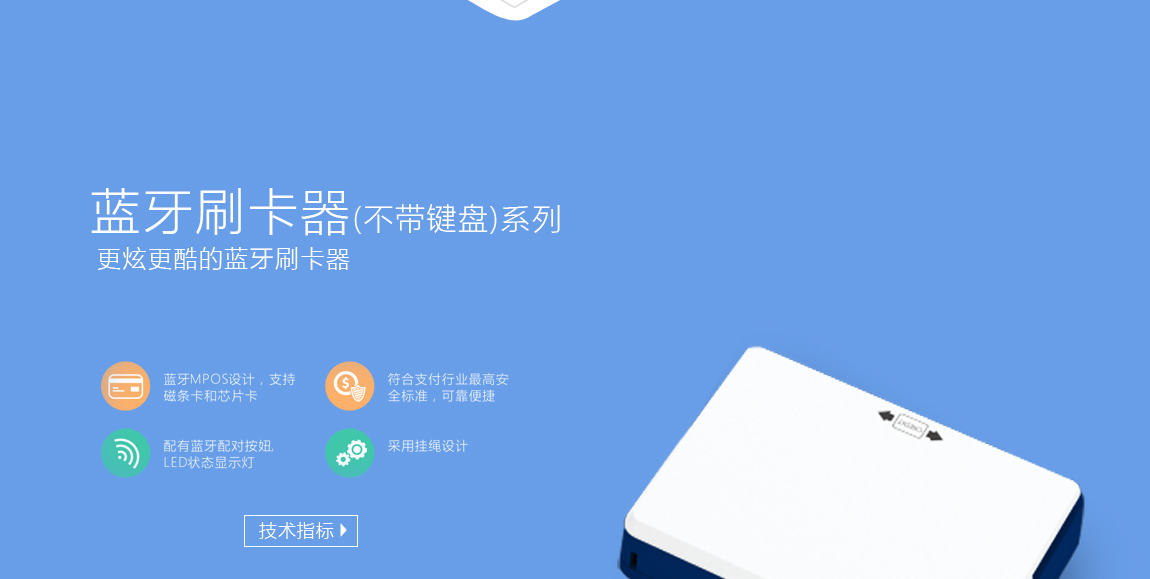 蓝牙刷卡器(不带键盘)系列
更炫更酷的蓝牙刷卡器
蓝牙MPOS设计，支持
磁条卡和芯片卡
符合支付行业最高安
全标准，可靠便捷
配有蓝牙配对按钮,
LED状态显示灯
采用挂绳设计
技术指标